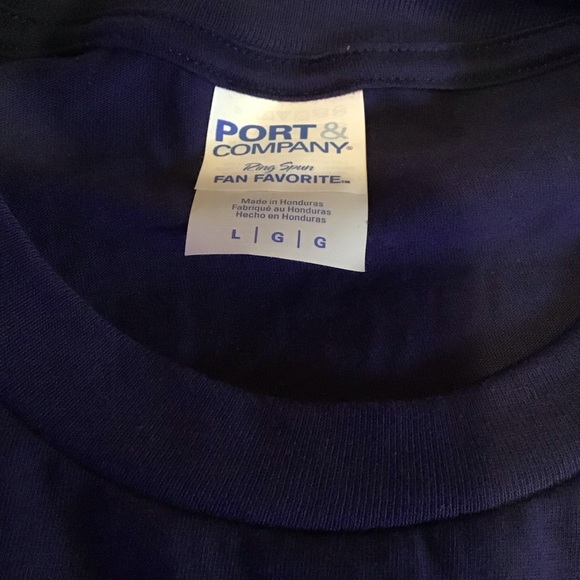 PORT & COMPANY®
Ring Spun
FAN FAVORITE™
Made in Honduras
Fabriqué au Honduras
Hecho en Honduras
L | G | G